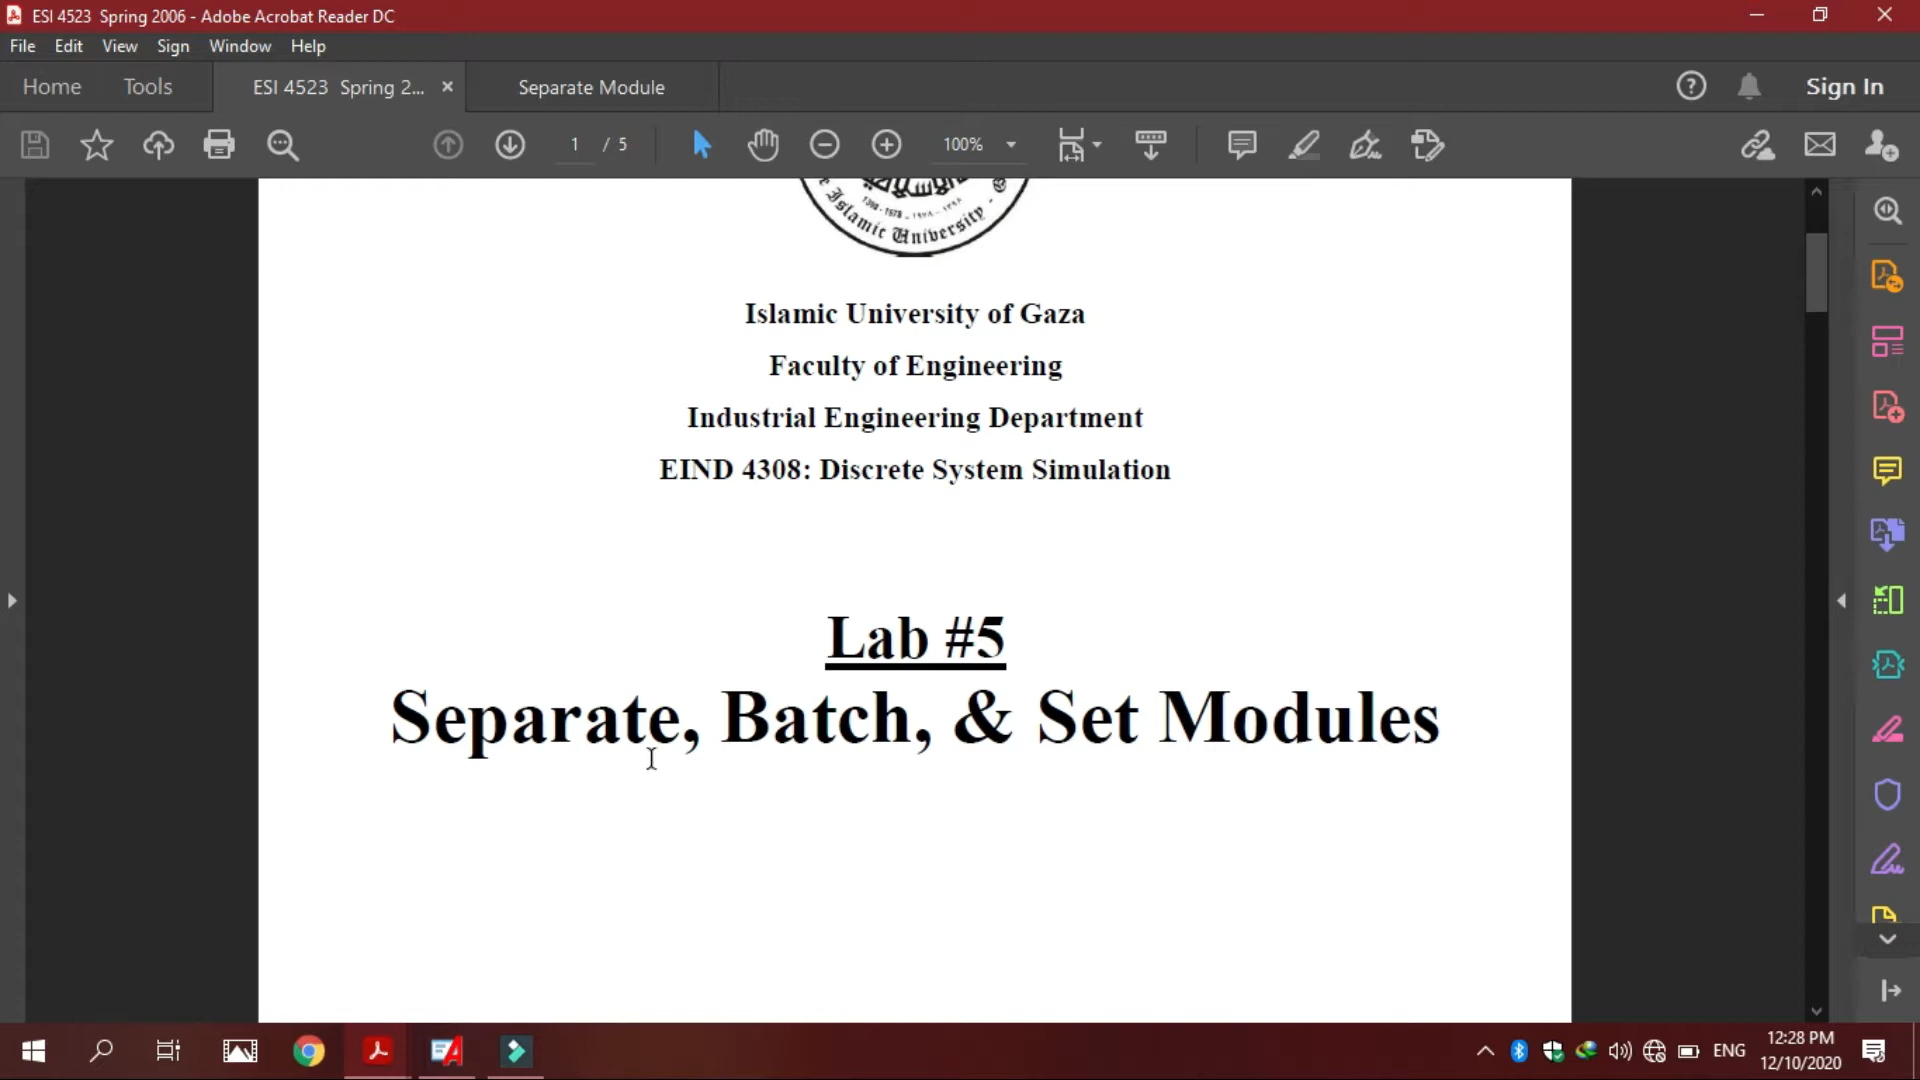 ESI 4523 Spring 2006 - Adobe Acrobat Reader DC
File Edit View Sign Window Help
Home Tools ESI 4523 Spring 2... × Separate Module Sign In
1 / 5 100%
Islamic University
Islamic University of Gaza
Faculty of Engineering
Industrial Engineering Department
EIND 4308: Discrete System Simulation
Lab #5
Separate, Batch, & Set Modules
ENG
12:28 PM
12/10/2020